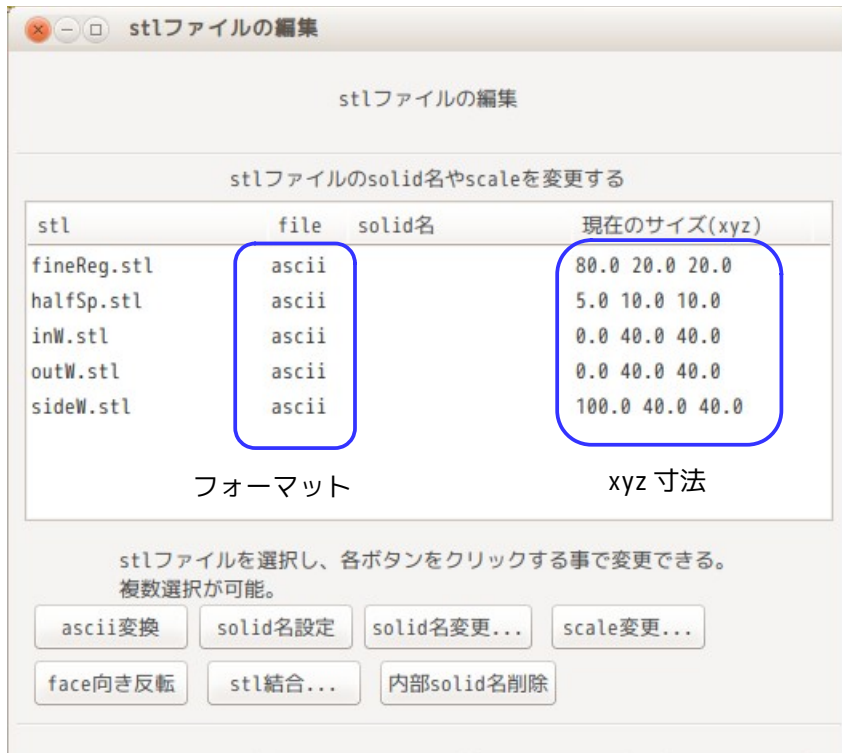 stlファイルの編集
stlファイルの編集
stlファイルのsolid名やscaleを変更する
stl file solid名 現在のサイズ(xyz)
fineReg.stl ascii 80.0 20.0 20.0
halfSp.stl ascii 5.0 10.0 10.0
inW.stl ascii 0.0 40.0 40.0
outW.stl ascii 0.0 40.0 40.0
sideW.stl ascii 100.0 40.0 40.0
フォーマット xyz 寸法
stlファイルを選択し、各ボタンをクリックする事で変更できる。
複数選択が可能。
ascii変換 solid名設定 solid名変更... scale変更...
face向き反転 stl結合... 内部solid名削除